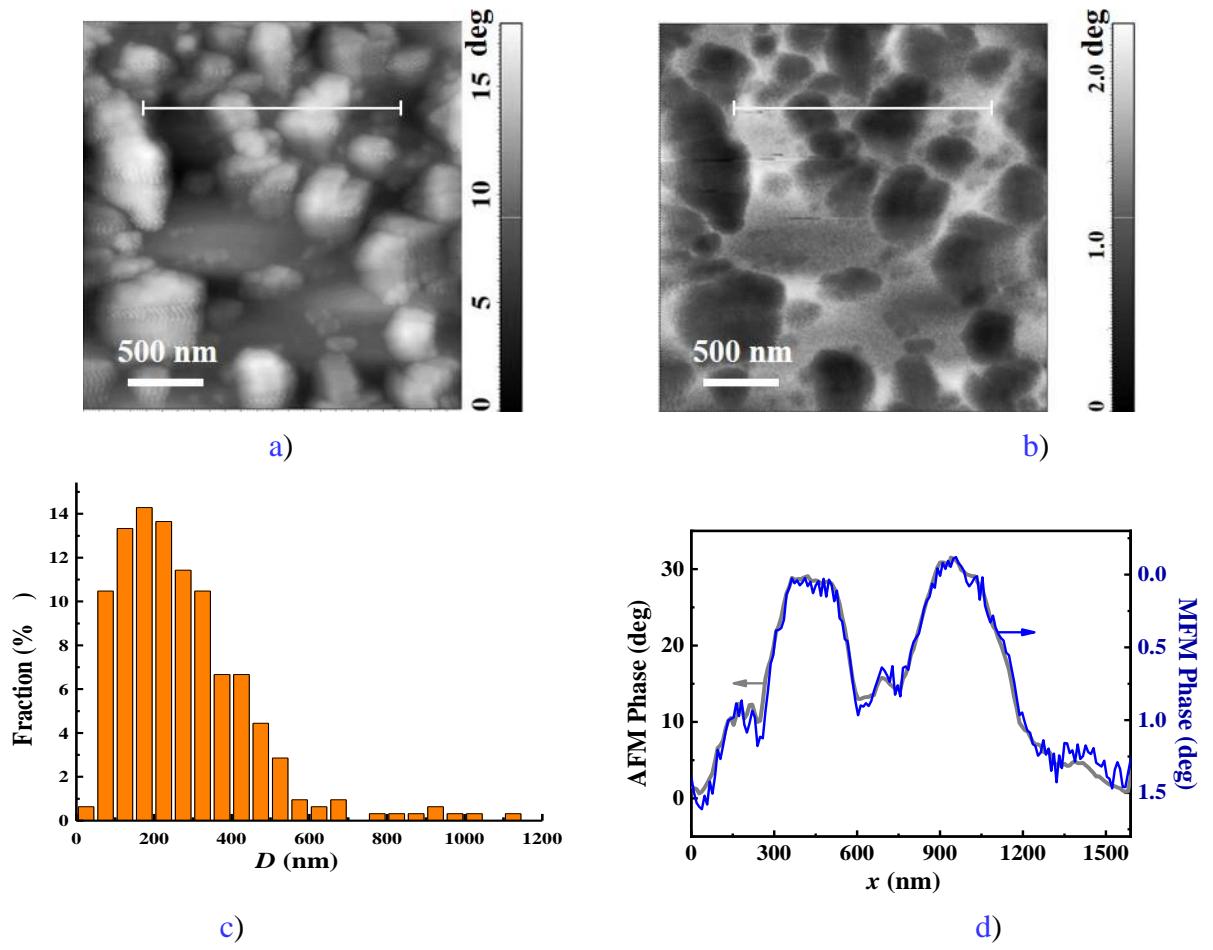 deg
15
10
5
0
500 nm
a)
deg
2.0
1.0
0
500 nm
b)
14
12
10
8
6
4
2
0
Fraction (% )
0 200 400 600 800 1000 1200
D (nm)
c)
30
20
10
0
AFM Phase (deg)
0.0
0.5
1.0
1.5
MFM Phase (deg)
0 300 600 900 1200 1500
x (nm)
d)